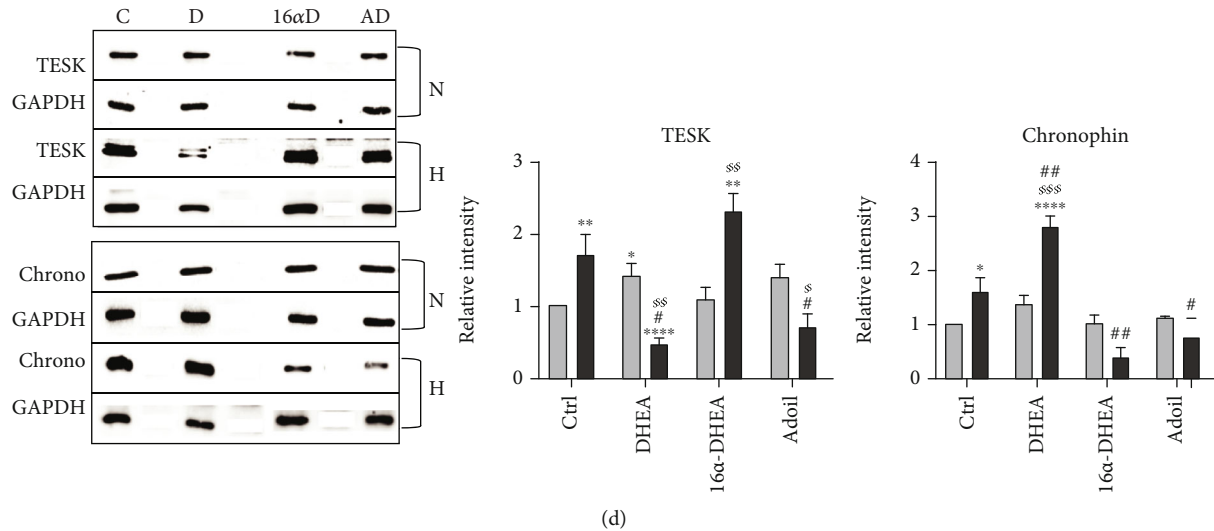 C D 16αD AD
TESK
GAPDH
N
TESK
GAPDH
H
Chrono
GAPDH
N
Chrono
GAPDH
H
TESK
Relative intensity
3
2
1
0
**
*
$$
#
****
$$
**
$
#
Ctrl
DHEA
16α-DHEA
Adoil
Chronophin
Relative intensity
4
3
2
1
0
*
##
$$$
****
##
#
Ctrl
DHEA
16α-DHEA
Adoil
(d)